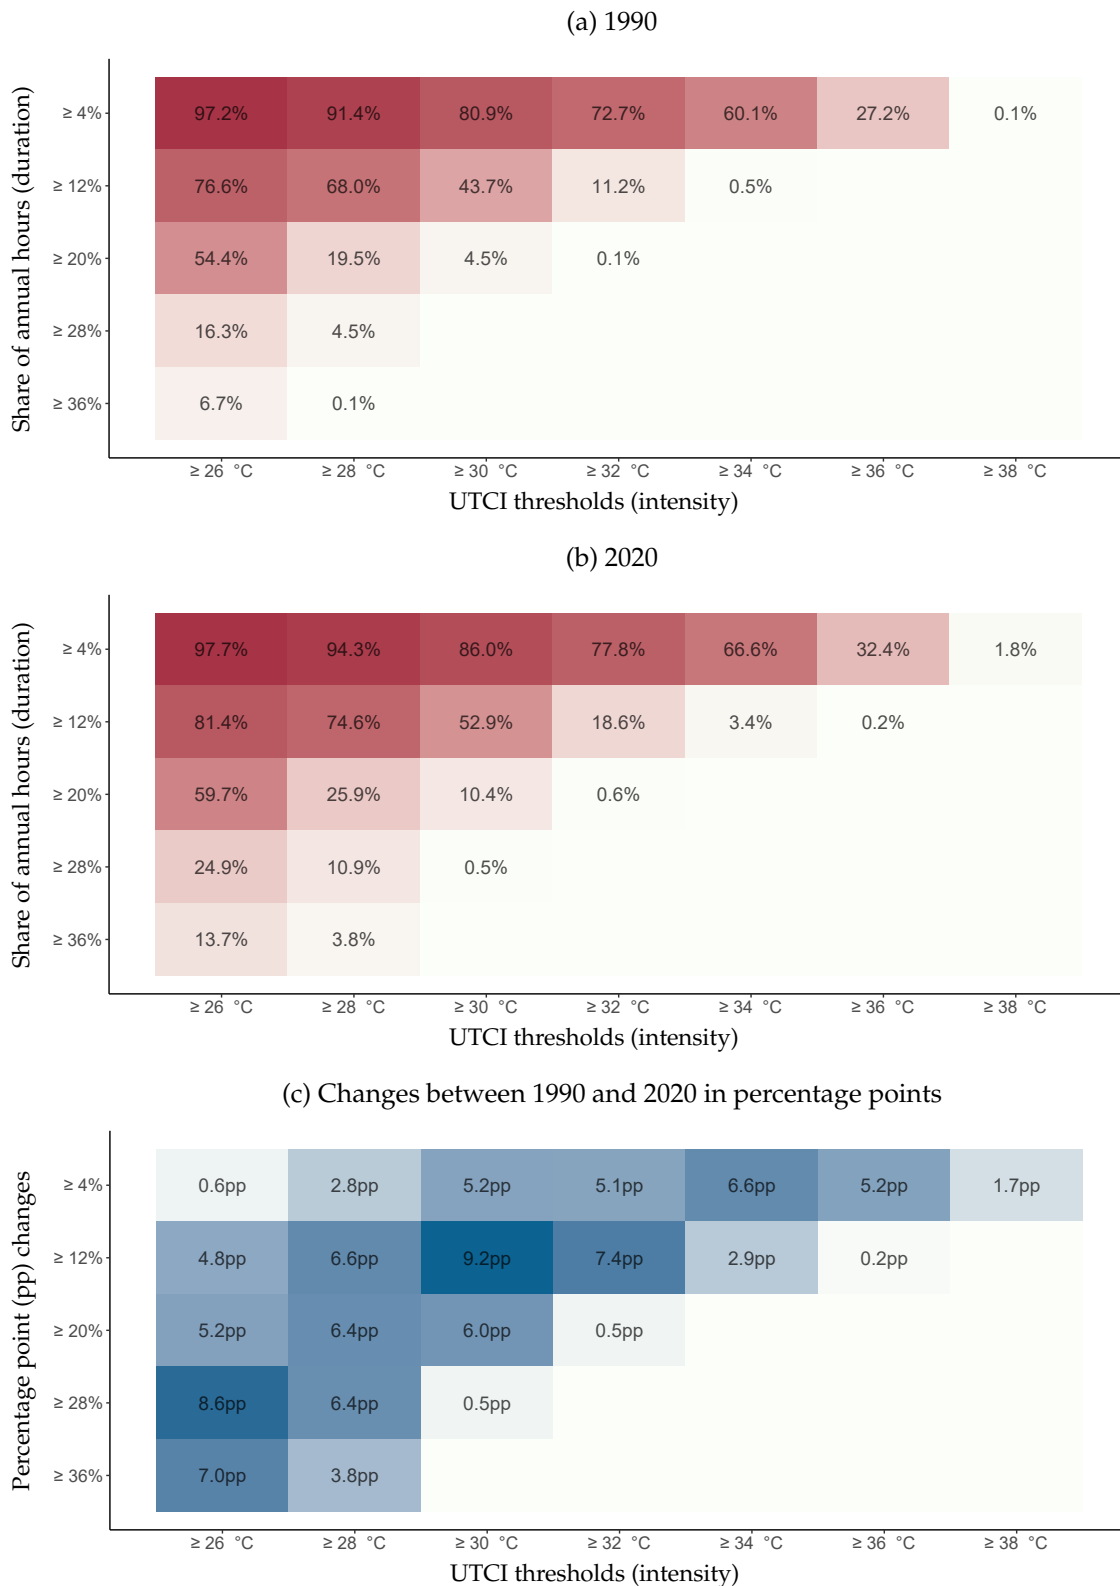 (a) 1990
Share of annual hours (duration)
≥ 4% 97.2% 91.4% 80.9% 72.7% 60.1% 27.2% 0.1%
≥ 12% 76.6% 68.0% 43.7% 11.2% 0.5%
≥ 20% 54.4% 19.5% 4.5% 0.1%
≥ 28% 16.3% 4.5%
≥ 36% 6.7% 0.1%
≥ 26 °C ≥ 28 °C ≥ 30 °C ≥ 32 °C ≥ 34 °C ≥ 36 °C ≥ 38 °C
UTCI thresholds (intensity)
(b) 2020
Share of annual hours (duration)
≥ 4% 97.7% 94.3% 86.0% 77.8% 66.6% 32.4% 1.8%
≥ 12% 81.4% 74.6% 52.9% 18.6% 3.4% 0.2%
≥ 20% 59.7% 25.9% 10.4% 0.6%
≥ 28% 24.9% 10.9% 0.5%
≥ 36% 13.7% 3.8%
≥ 26 °C ≥ 28 °C ≥ 30 °C ≥ 32 °C ≥ 34 °C ≥ 36 °C ≥ 38 °C
UTCI thresholds (intensity)
(c) Changes between 1990 and 2020 in percentage points
Percentage point (pp) changes
≥ 4% 0.6pp 2.8pp 5.2pp 5.1pp 6.6pp 5.2pp 1.7pp
≥ 12% 4.8pp 6.6pp 9.2pp 7.4pp 2.9pp 0.2pp
≥ 20% 5.2pp 6.4pp 6.0pp 0.5pp
≥ 28% 8.6pp 6.4pp 0.5pp
≥ 36% 7.0pp 3.8pp
≥ 26 °C ≥ 28 °C ≥ 30 °C ≥ 32 °C ≥ 34 °C ≥ 36 °C ≥ 38 °C
UTCI thresholds (intensity)